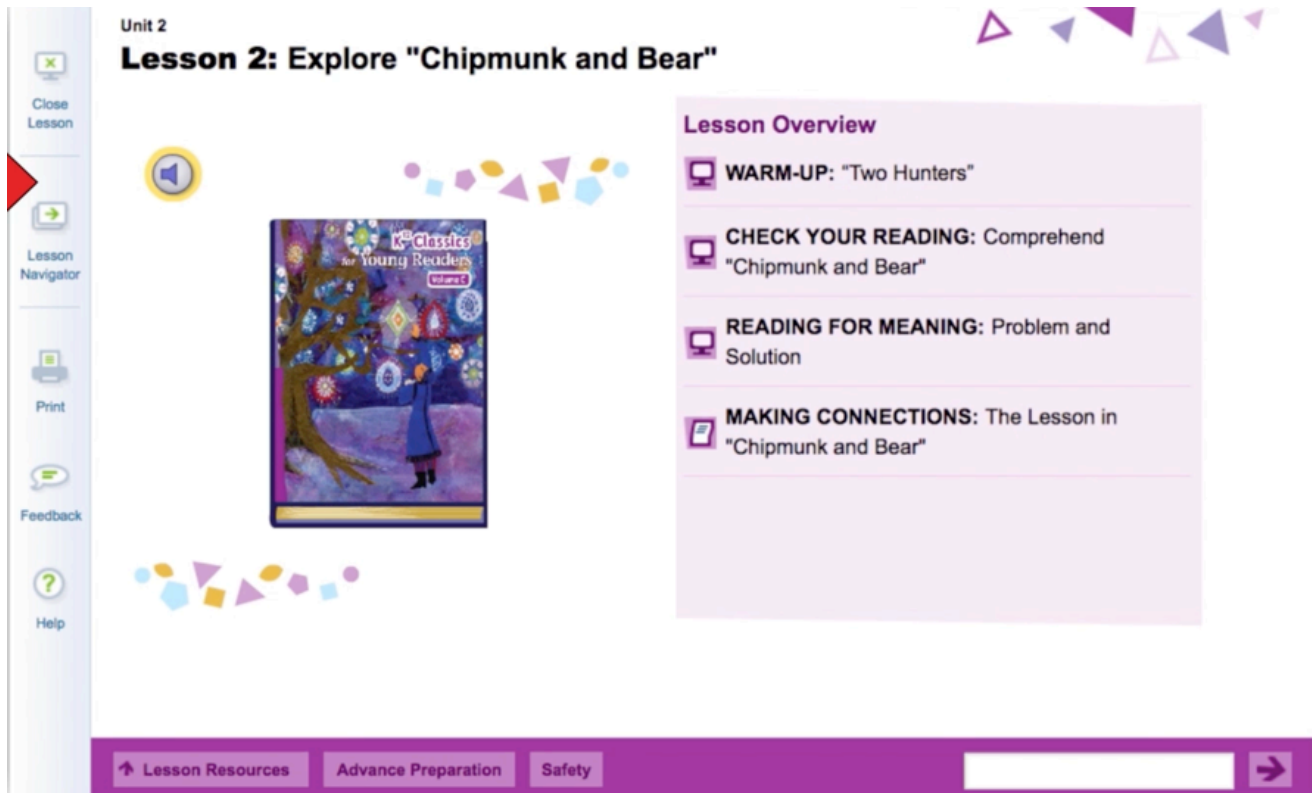 Unit 2
Lesson 2: Explore "Chipmunk and Bear"
Close
Lesson
Lesson
Navigator
Print
Feedback
Help
K12 Classics
for Young Readers
Volume C
Lesson Overview
WARM-UP: “Two Hunters”
CHECK YOUR READING: Comprehend
"Chipmunk and Bear"
READING FOR MEANING: Problem and
Solution
MAKING CONNECTIONS: The Lesson in
"Chipmunk and Bear"
Lesson Resources
Advance Preparation
Safety